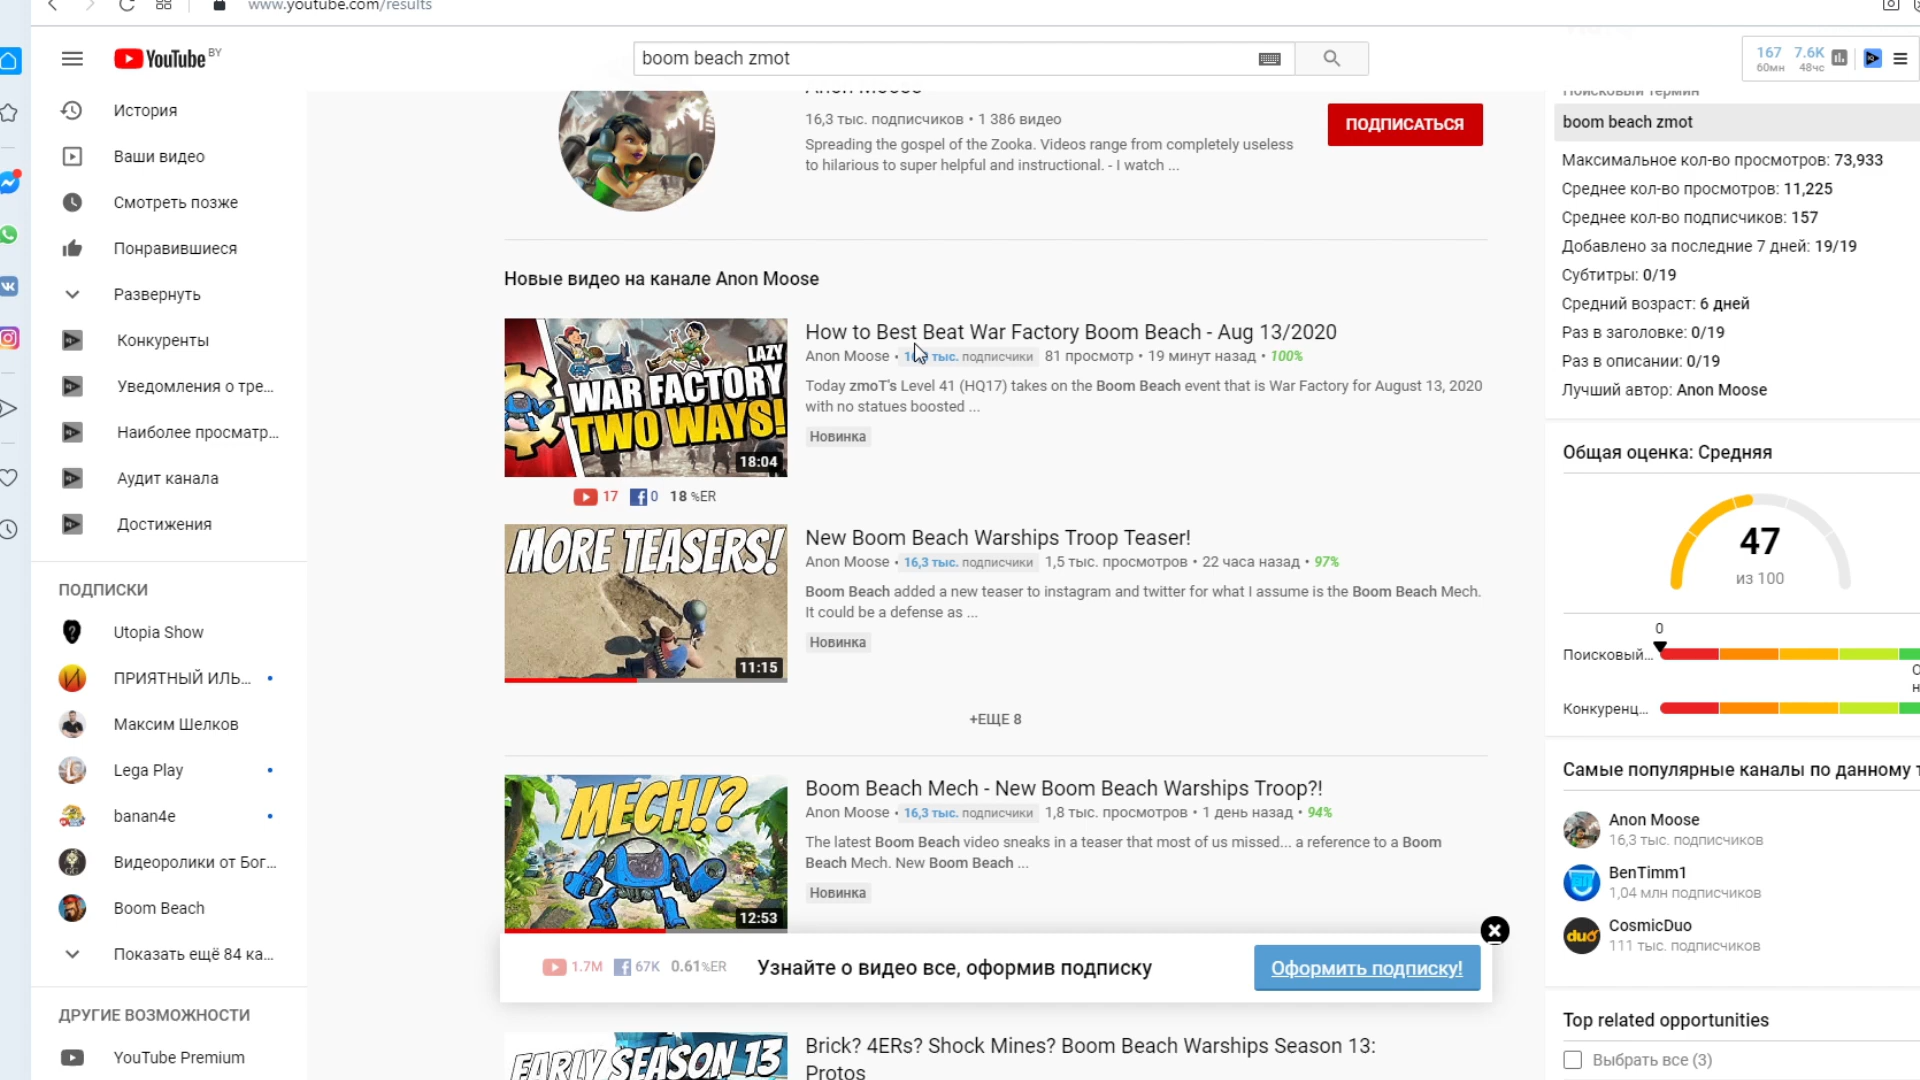 www.youtube.com/results
YouTube BY
boom beach zmot
167 7.6K
60мн 48чс
История
Ваши видео
Смотреть позже
Понравившиеся
Развернуть
Конкуренты
Уведомления о тре...
Наиболее просматр...
Аудит канала
Достижения
ПОДПИСКИ
Utopia Show
ПРИЯТНЫЙ ИЛЬ...
Максим Шелков
Lega Play
banan4e
Видеоролики от Бог...
Boom Beach
Показать ещё 84 ка...
ДРУГИЕ ВОЗМОЖНОСТИ
YouTube Premium
Anon Moose
16,3 тыс. подписчиков • 1 386 видео
Spreading the gospel of the Zooka. Videos range from completely useless
to hilarious to super helpful and instructional. - I watch ...
ПОДПИСАТЬСЯ
Новые видео на канале Anon Moose
LAZY
WAR FACTORY
TWO WAYS!
18:04
How to Best Beat War Factory Boom Beach - Aug 13/2020
Anon Moose • 16,3 тыс. подписчики 81 просмотр • 19 минут назад • 100%
Today zmoT's Level 41 (HQ17) takes on the Boom Beach event that is War Factory for August 13, 2020
with no statues boosted ...
Новинка
17 0 18 %ER
MORE TEASERS!
11:15
New Boom Beach Warships Troop Teaser!
Anon Moose • 16,3 тыс. подписчики 1,5 тыс. просмотров • 22 часа назад • 97%
Boom Beach added a new teaser to instagram and twitter for what I assume is the Boom Beach Mech.
It could be a defense as ...
Новинка
+ЕЩЕ 8
MECH!?
12:53
Boom Beach Mech - New Boom Beach Warships Troop?!
Anon Moose • 16,3 тыс. подписчики 1,8 тыс. просмотров • 1 день назад • 94%
The latest Boom Beach video sneaks in a teaser that most of us missed... a reference to a Boom
Beach Mech. New Boom Beach ...
Новинка
1.7M 67K 0.61%ER
Узнайте о видео все, оформив подписку
Оформить подписку!
EARLY SEASON 13
Brick? 4ERs? Shock Mines? Boom Beach Warships Season 13:
Protos
Поисковый термин
boom beach zmot
Максимальное кол-во просмотров: 73,933
Среднее кол-во просмотров: 11,225
Среднее кол-во подписчиков: 157
Добавлено за последние 7 дней: 19/19
Субтитры: 0/19
Средний возраст: 6 дней
Раз в заголовке: 0/19
Раз в описании: 0/19
Лучший автор: Anon Moose
Общая оценка: Средняя
47
из 100
0
Поисковый...
Конкуренц...
Самые популярные каналы по данному т
Anon Moose
16,3 тыс. подписчиков
BenTimm1
1,04 млн подписчиков
duo
CosmicDuo
111 тыс. подписчиков
Top related opportunities
Выбрать все (3)